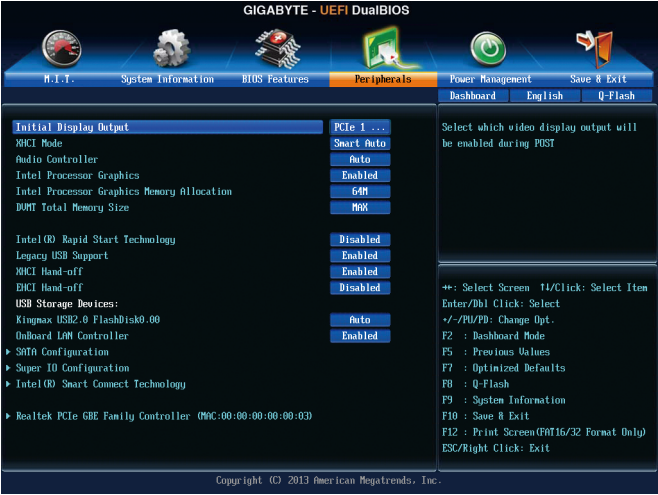 GIGABYTE - UEFI DualBIOS
M.I.T.
System Information
BIOS Features
Peripherals
Power Management
Save & Exit
Dashboard
English
Q-Flash
Initial Display Output PCIe 1 ...
XHCI Mode Smart Auto
Audio Controller Auto
Intel Processor Graphics Enabled
Intel Processor Graphics Memory Allocation 64M
DVMT Total Memory Size MAX
Intel(R) Rapid Start Technology Disabled
Legacy USB Support Enabled
XHCI Hand-off Enabled
EHCI Hand-off Disabled
USB Storage Devices:
Kingmax USB2.0 FlashDisk0.00 Auto
OnBoard LAN Controller Enabled
SATA Configuration
Super IO Configuration
Intel(R) Smart Connect Technology
Realtek PCIe GBE Family Controller (MAC:00:00:00:00:00:03)
Select which video display output will
be enabled during POST
→←: Select Screen ↑↓/Click: Select Item
Enter/Dbl Click: Select
+/-/PU/PD: Change Opt.
F2 : Dashboard Mode
F5 : Previous Values
F7 : Optimized Defaults
F8 : Q-Flash
F9 : System Information
F10 : Save & Exit
F12 : Print Screen(FAT16/32 Format Only)
ESC/Right Click: Exit
Copyright (C) 2013 American Megatrends, Inc.